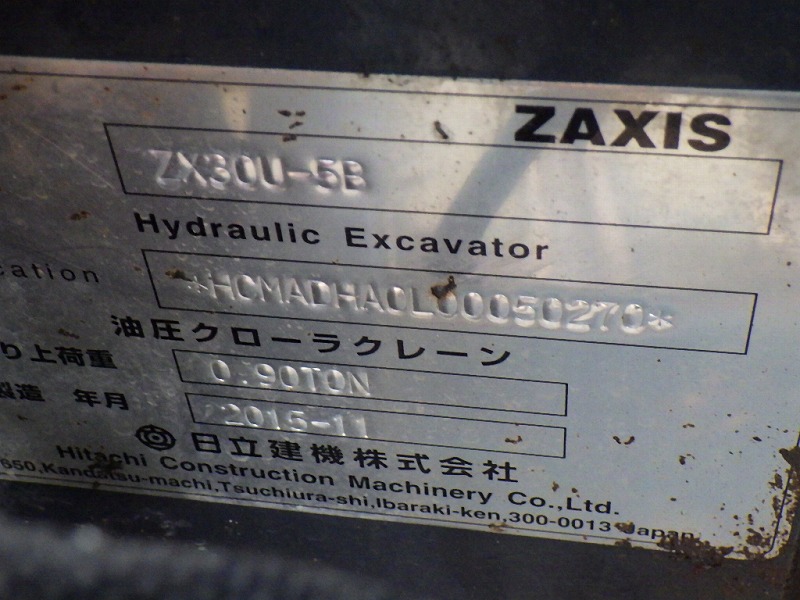 ZAXIS
ZX30U-5B
Hydraulic Excavator
cation
*HCMADHA0L00050270*
油圧クローラクレーン
り上荷重 0.90TON
製造 年月 2015-11
日立建機株式会社
Hitachi Construction Machinery Co.,Ltd.
650,Kandatsu-machi,Tsuchiura-shi,Ibaraki-ken,300-0013 Japan